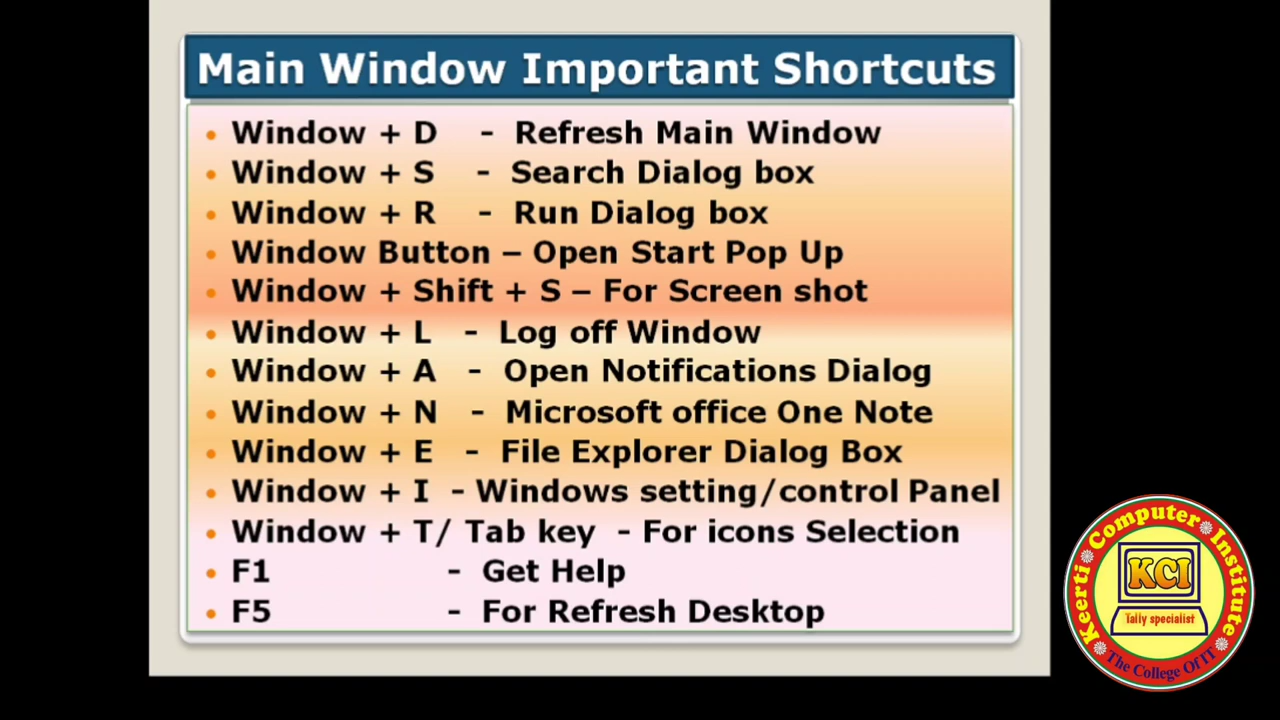 Main Window Important Shortcuts
• Window + D - Refresh Main Window
• Window + S - Search Dialog box
• Window + R - Run Dialog box
• Window Button – Open Start Pop Up
• Window + Shift + S – For Screen shot
• Window + L - Log off Window
• Window + A - Open Notifications Dialog
• Window + N - Microsoft office One Note
• Window + E - File Explorer Dialog Box
• Window + I - Windows setting/control Panel
• Window + T/ Tab key - For icons Selection
• F1 - Get Help
• F5 - For Refresh Desktop
Keerti Computer Institute
KCI
Tally specialist
The College Of IT